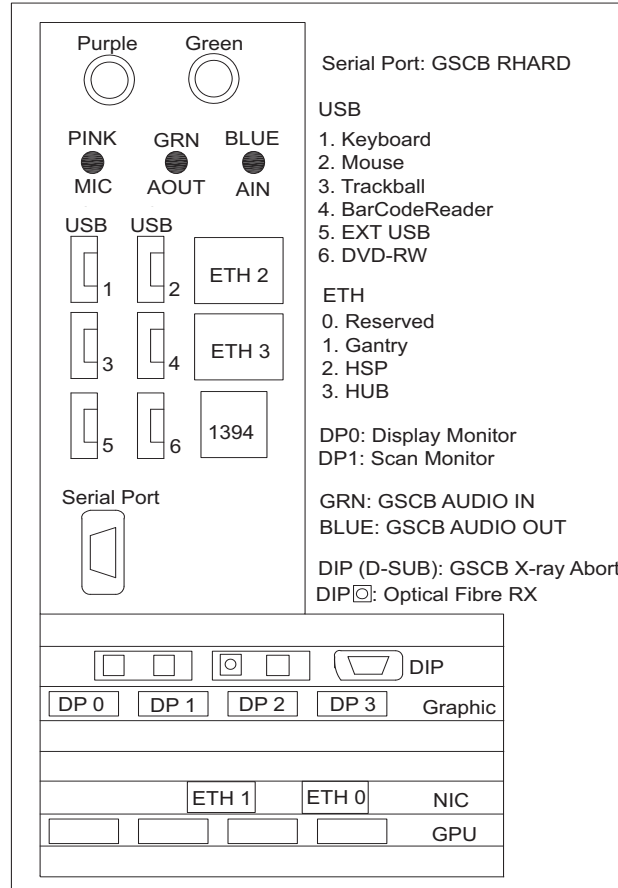 Purple Green
PINK GRN BLUE
MIC AOUT AIN
USB USB
1 2 ETH 2
3 4 ETH 3
5 6 1394
Serial Port
Serial Port: GSCB RHARD
USB
1. Keyboard
2. Mouse
3. Trackball
4. BarCodeReader
5. EXT USB
6. DVD-RW
ETH
0. Reserved
1. Gantry
2. HSP
3. HUB
DP0: Display Monitor
DP1: Scan Monitor
GRN: GSCB AUDIO IN
BLUE: GSCB AUDIO OUT
DIP (D-SUB): GSCB X-ray Abort
DIP : Optical Fibre RX
DIP
DP 0 DP 1 DP 2 DP 3 Graphic
ETH 1 ETH 0 NIC
GPU